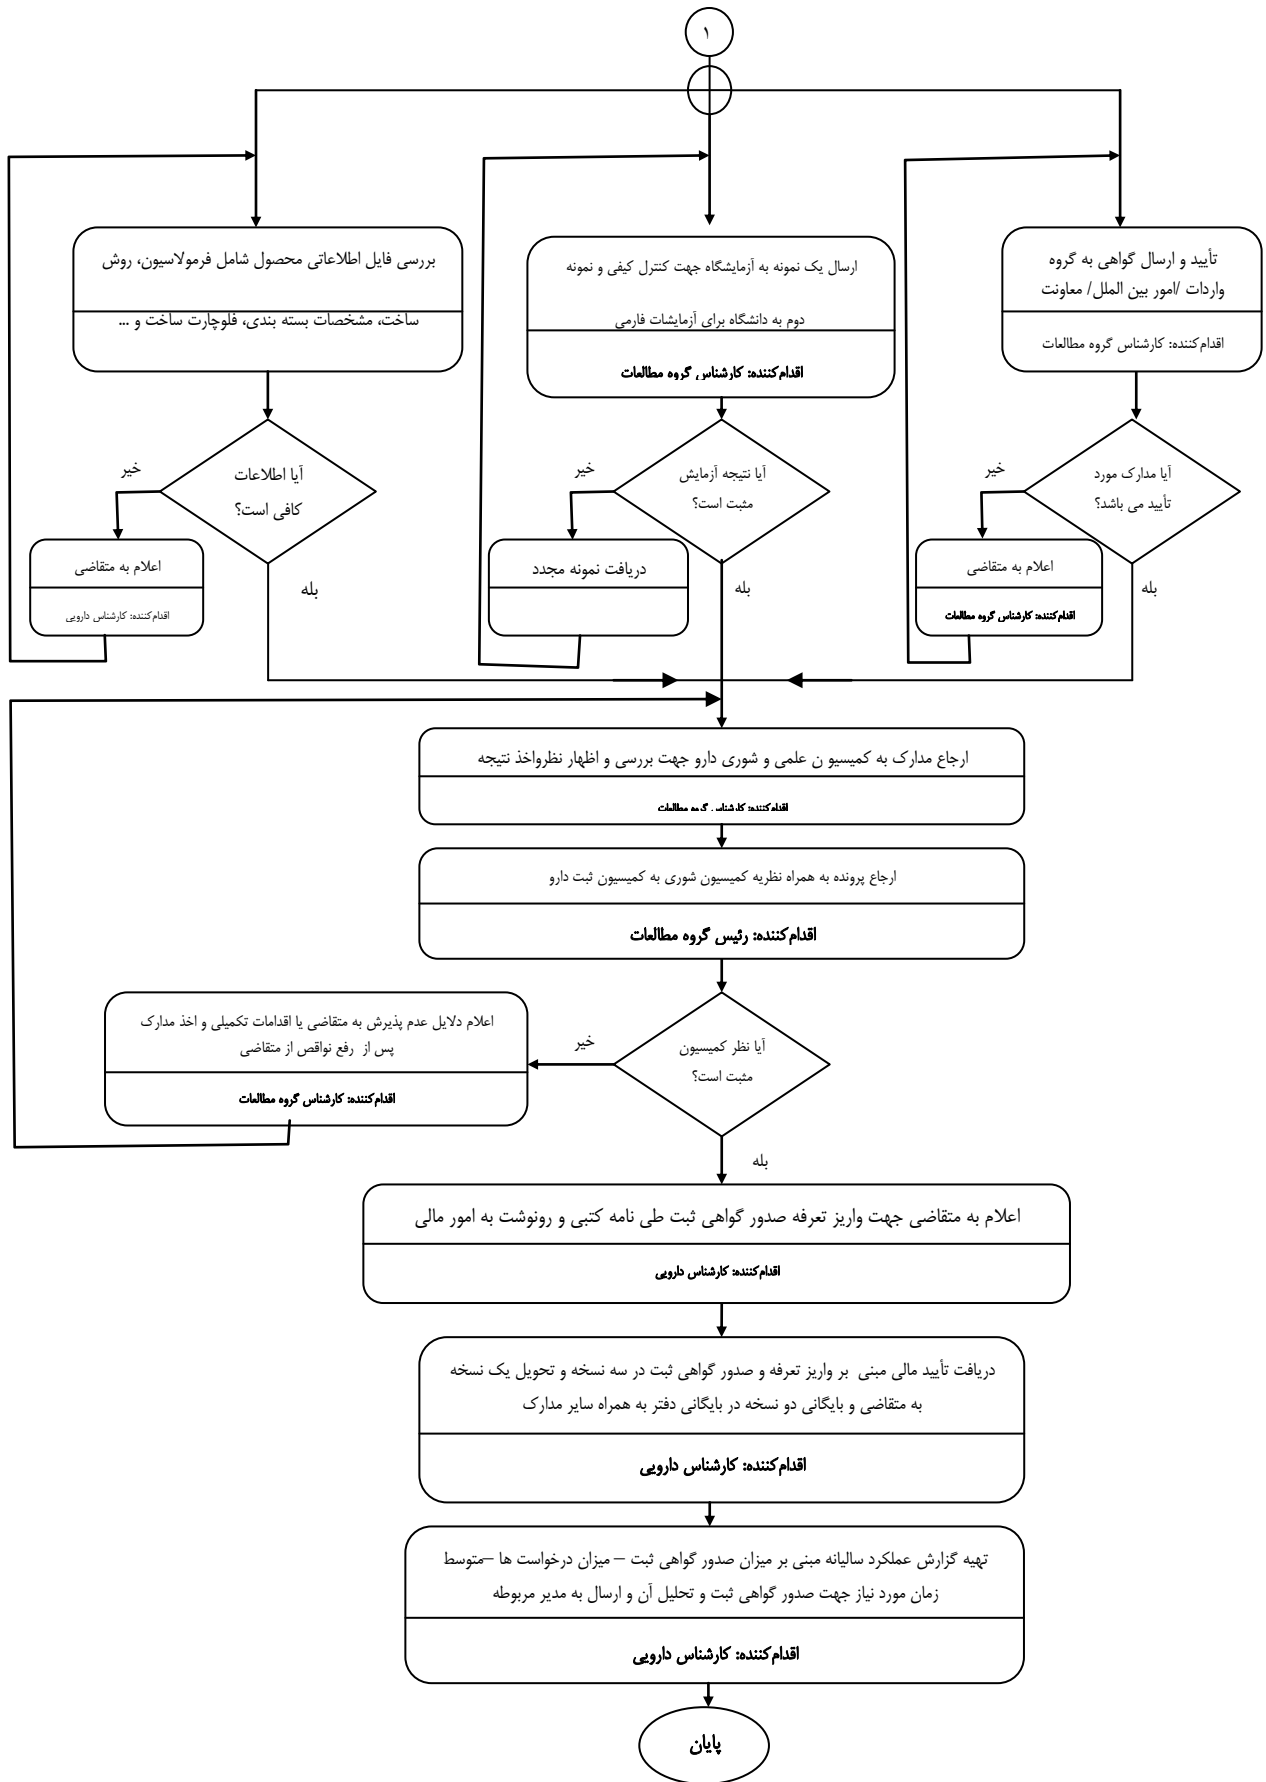 ۱
تأیید و ارسال گواهی به گروه
واردات /امور بین الملل/ معاونت
اقدام‌کننده: کارشناس گروه مطالعات
ارسال یک نمونه به آزمایشگاه جهت کنترل کیفی و نمونه
دوم به دانشگاه برای آزمایشات فارمی
اقدام‌کننده: کارشناس گروه مطالعات
بررسی فایل اطلاعاتی محصول شامل فرمولاسیون، روش
ساخت، مشخصات بسته بندی، فلوچارت ساخت و ...
آیا مدارک مورد
تأیید می باشد؟
خیر
بله
اعلام به متقاضی
اقدام‌کننده: کارشناس گروه مطالعات
آیا نتیجه آزمایش
مثبت است؟
خیر
بله
دریافت نمونه مجدد
آیا اطلاعات
کافی است؟
خیر
بله
اعلام به متقاضی
اقدام‌کننده: کارشناس دارویی
ارجاع مدارک به کمیسیو ن علمی و شوری دارو جهت بررسی و اظهار نظرواخذ نتیجه
اقدام‌کننده: کارشناس گروه مطالعات
ارجاع پرونده به همراه نظریه کمیسیون شوری به کمیسیون ثبت دارو
اقدام‌کننده: رئیس گروه مطالعات
آیا نظر کمیسیون
مثبت است؟
خیر
اعلام دلایل عدم پذیرش به متقاضی یا اقدامات تکمیلی و اخذ مدارک
پس از رفع نواقص از متقاضی
اقدام‌کننده: کارشناس گروه مطالعات
بله
اعلام به متقاضی جهت واریز تعرفه صدور گواهی ثبت طی نامه کتبی و رونوشت به امور مالی
اقدام‌کننده: کارشناس دارویی
دریافت تأیید مالی مبنی بر واریز تعرفه و صدور گواهی ثبت در سه نسخه و تحویل یک نسخه
به متقاضی و بایگانی دو نسخه در بایگانی دفتر به همراه سایر مدارک
اقدام‌کننده: کارشناس دارویی
تهیه گزارش عملکرد سالیانه مبنی بر میزان صدور گواهی ثبت – میزان درخواست ها –متوسط
زمان مورد نیاز جهت صدور گواهی ثبت و تحلیل آن و ارسال به مدیر مربوطه
اقدام‌کننده: کارشناس دارویی
پایان